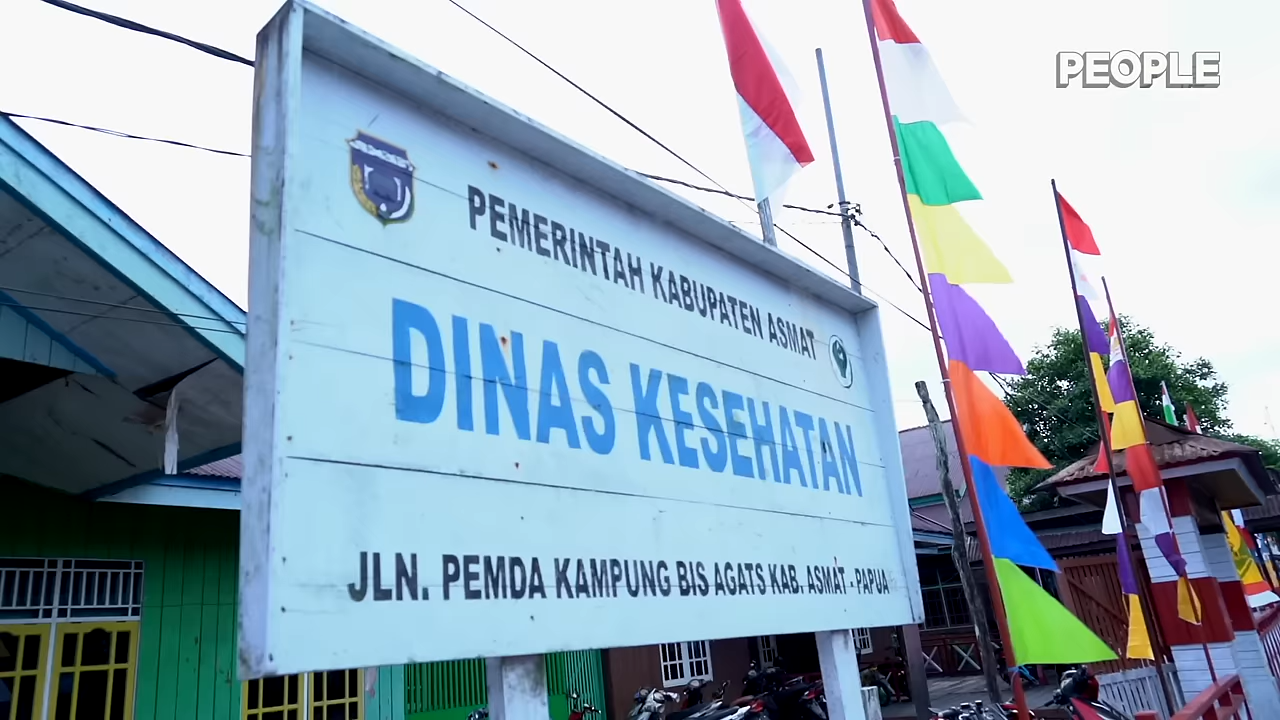 PEOPLE
PEMERINTAH KABUPATEN ASMAT
DINAS KESEHATAN
JLN. PEMDA KAMPUNG BIS AGATS KAB. ASMAT - PAPUA